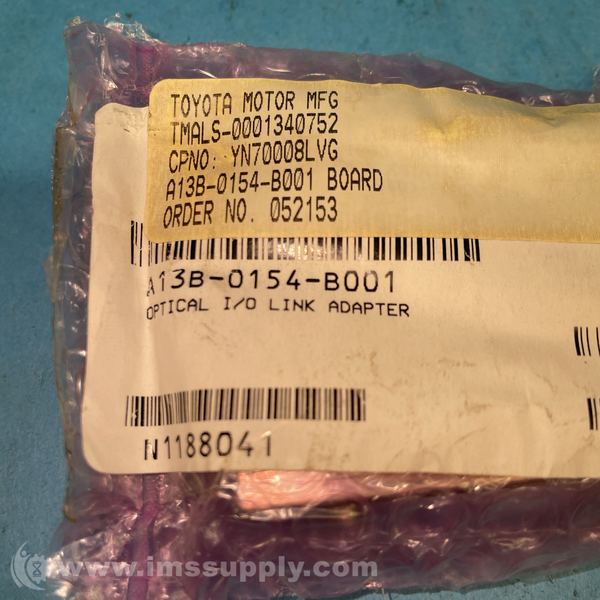 TOYOTA MOTOR MFG
TMALS-0001340752
CPNO: YN70008LVG
A13B-0154-B001 BOARD
ORDER NO. 052153
A13B-0154-B001
OPTICAL I/O LINK ADAPTER
N1188041
www.imssupply.com